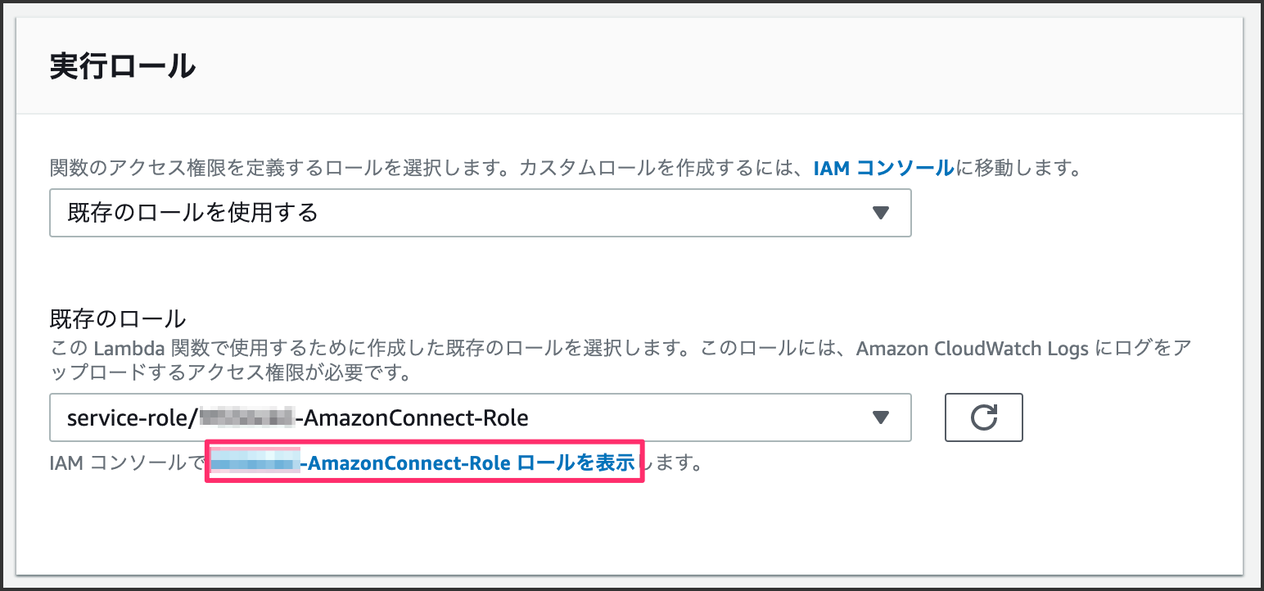 実行ロール
関数のアクセス権限を定義するロールを選択します。カスタムロールを作成するには、IAM コンソールに移動します。
既存のロールを使用する
既存のロール
この Lambda 関数で使用するために作成した既存のロールを選択します。このロールには、Amazon CloudWatch Logs にログをア
ップロードするアクセス権限が必要です。
service-role/-AmazonConnect-Role
IAM コンソールで -AmazonConnect-Role ロールを表示します。